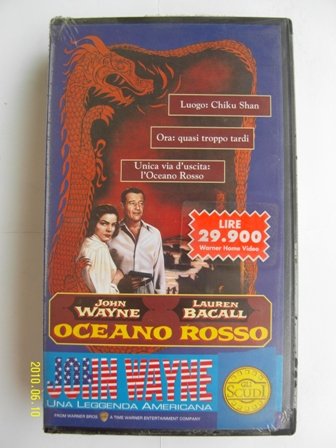 Luogo: Chiku Shan
Ora: quasi troppo tardi
Unica via d'uscita:
l'Oceano Rosso
LIRE
29.900
Warner Home Video
JOHN
WAYNE
LAUREN
BACALL
OCEANO ROSSO
JOHN WAYNE
UNA LEGGENDA AMERICANA
FROM WARNER BROS. A TIME WARNER ENTERTAINMENT COMPANY
GLI
SCUDI
2010.06.10